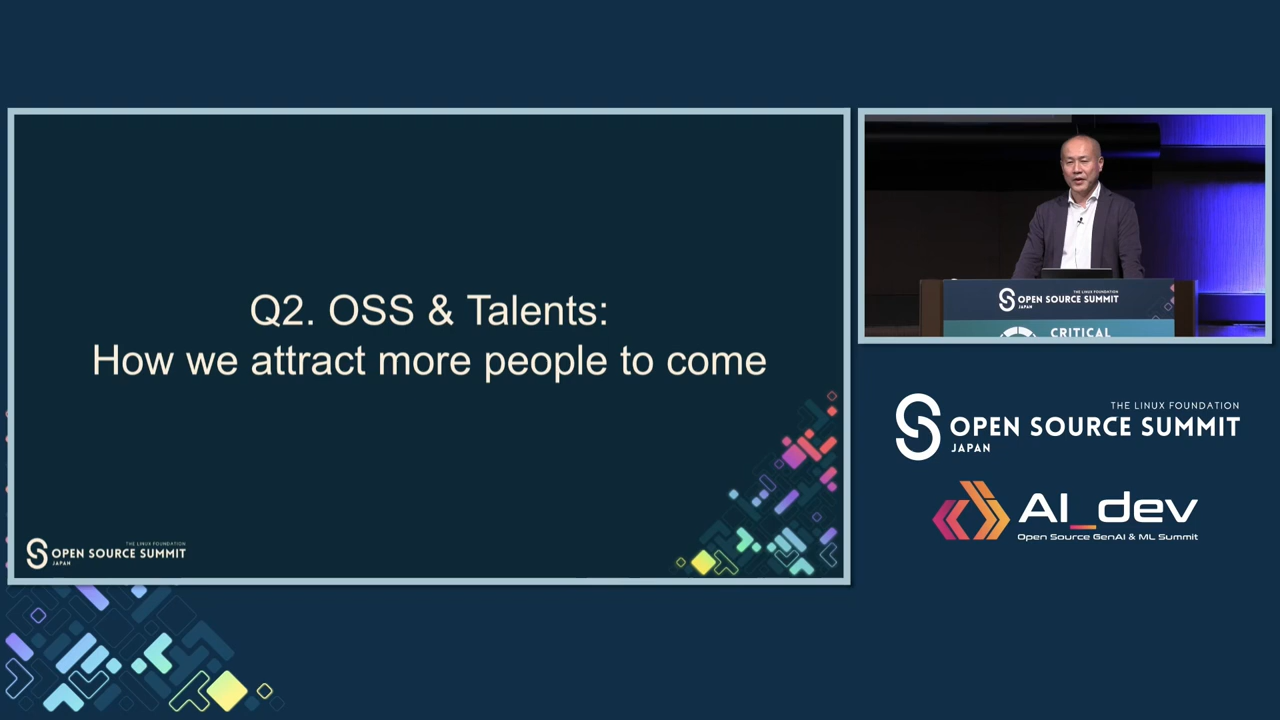 Q2. OSS & Talents:
How we attract more people to come
THE LINUX FOUNDATION
OPEN SOURCE SUMMIT
JAPAN
THE LINUX FOUNDATION
OPEN SOURCE SUMMIT
JAPAN
CRITICAL
THE LINUX FOUNDATION
OPEN SOURCE SUMMIT
JAPAN
AI_dev
Open Source GenAI & ML Summit